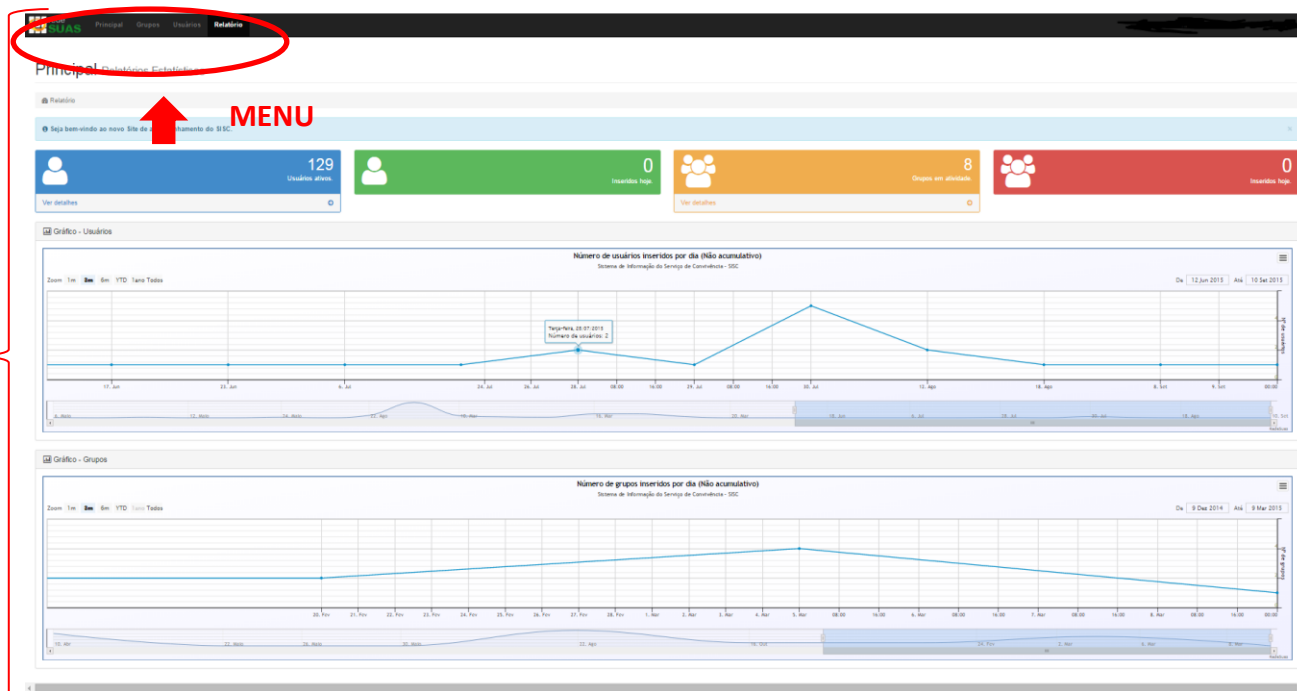 SUAS Principal Grupos Usuários Relatório
Principal
Relatório
MENU
Seja bem-vindo ao novo Site de
do SISC.
129
Usuários ativos.
Ver detalhes
0
Inseridos hoje.
8
Grupos em atividade.
Ver detalhes
0
Inseridos hoje.
Gráfico - Usuários
Número de usuários inseridos por dia (Não acumulativo)
Sistema de Informação do Serviço de Convivência - SISC
Zoom 1m 3m 6m YTD 1ano Todos
De 12 Jun 2015 Até 10 Set 2015
Terça-feira, 28.07.2015
Número de usuários: 2
Nº de usuários
17. Jun 23. Jun 6. Jul 24. Jul 26. Jul 28. Jul 08:00 16:00 29. Jul 08:00 16:00 30. Jul 12. Ago 18. Ago 8. Set 9. Set 00:00
Gráfico - Grupos
Número de grupos inseridos por dia (Não acumulativo)
Sistema de Informação do Serviço de Convivência - SISC
Zoom 1m 3m 6m YTD 1ano Todos
De 9 Dez 2014 Até 9 Mar 2015
Nº de grupos
20. Fev 21. Fev 22. Fev 23. Fev 24. Fev 25. Fev 26. Fev 27. Fev 28. Fev 1. Mar 2. Mar 3. Mar 4. Mar 5. Mar 08:00 16:00 6. Mar 08:00 16:00 7. Mar 08:00 16:00 8. Mar 08:00 16:00 00:00